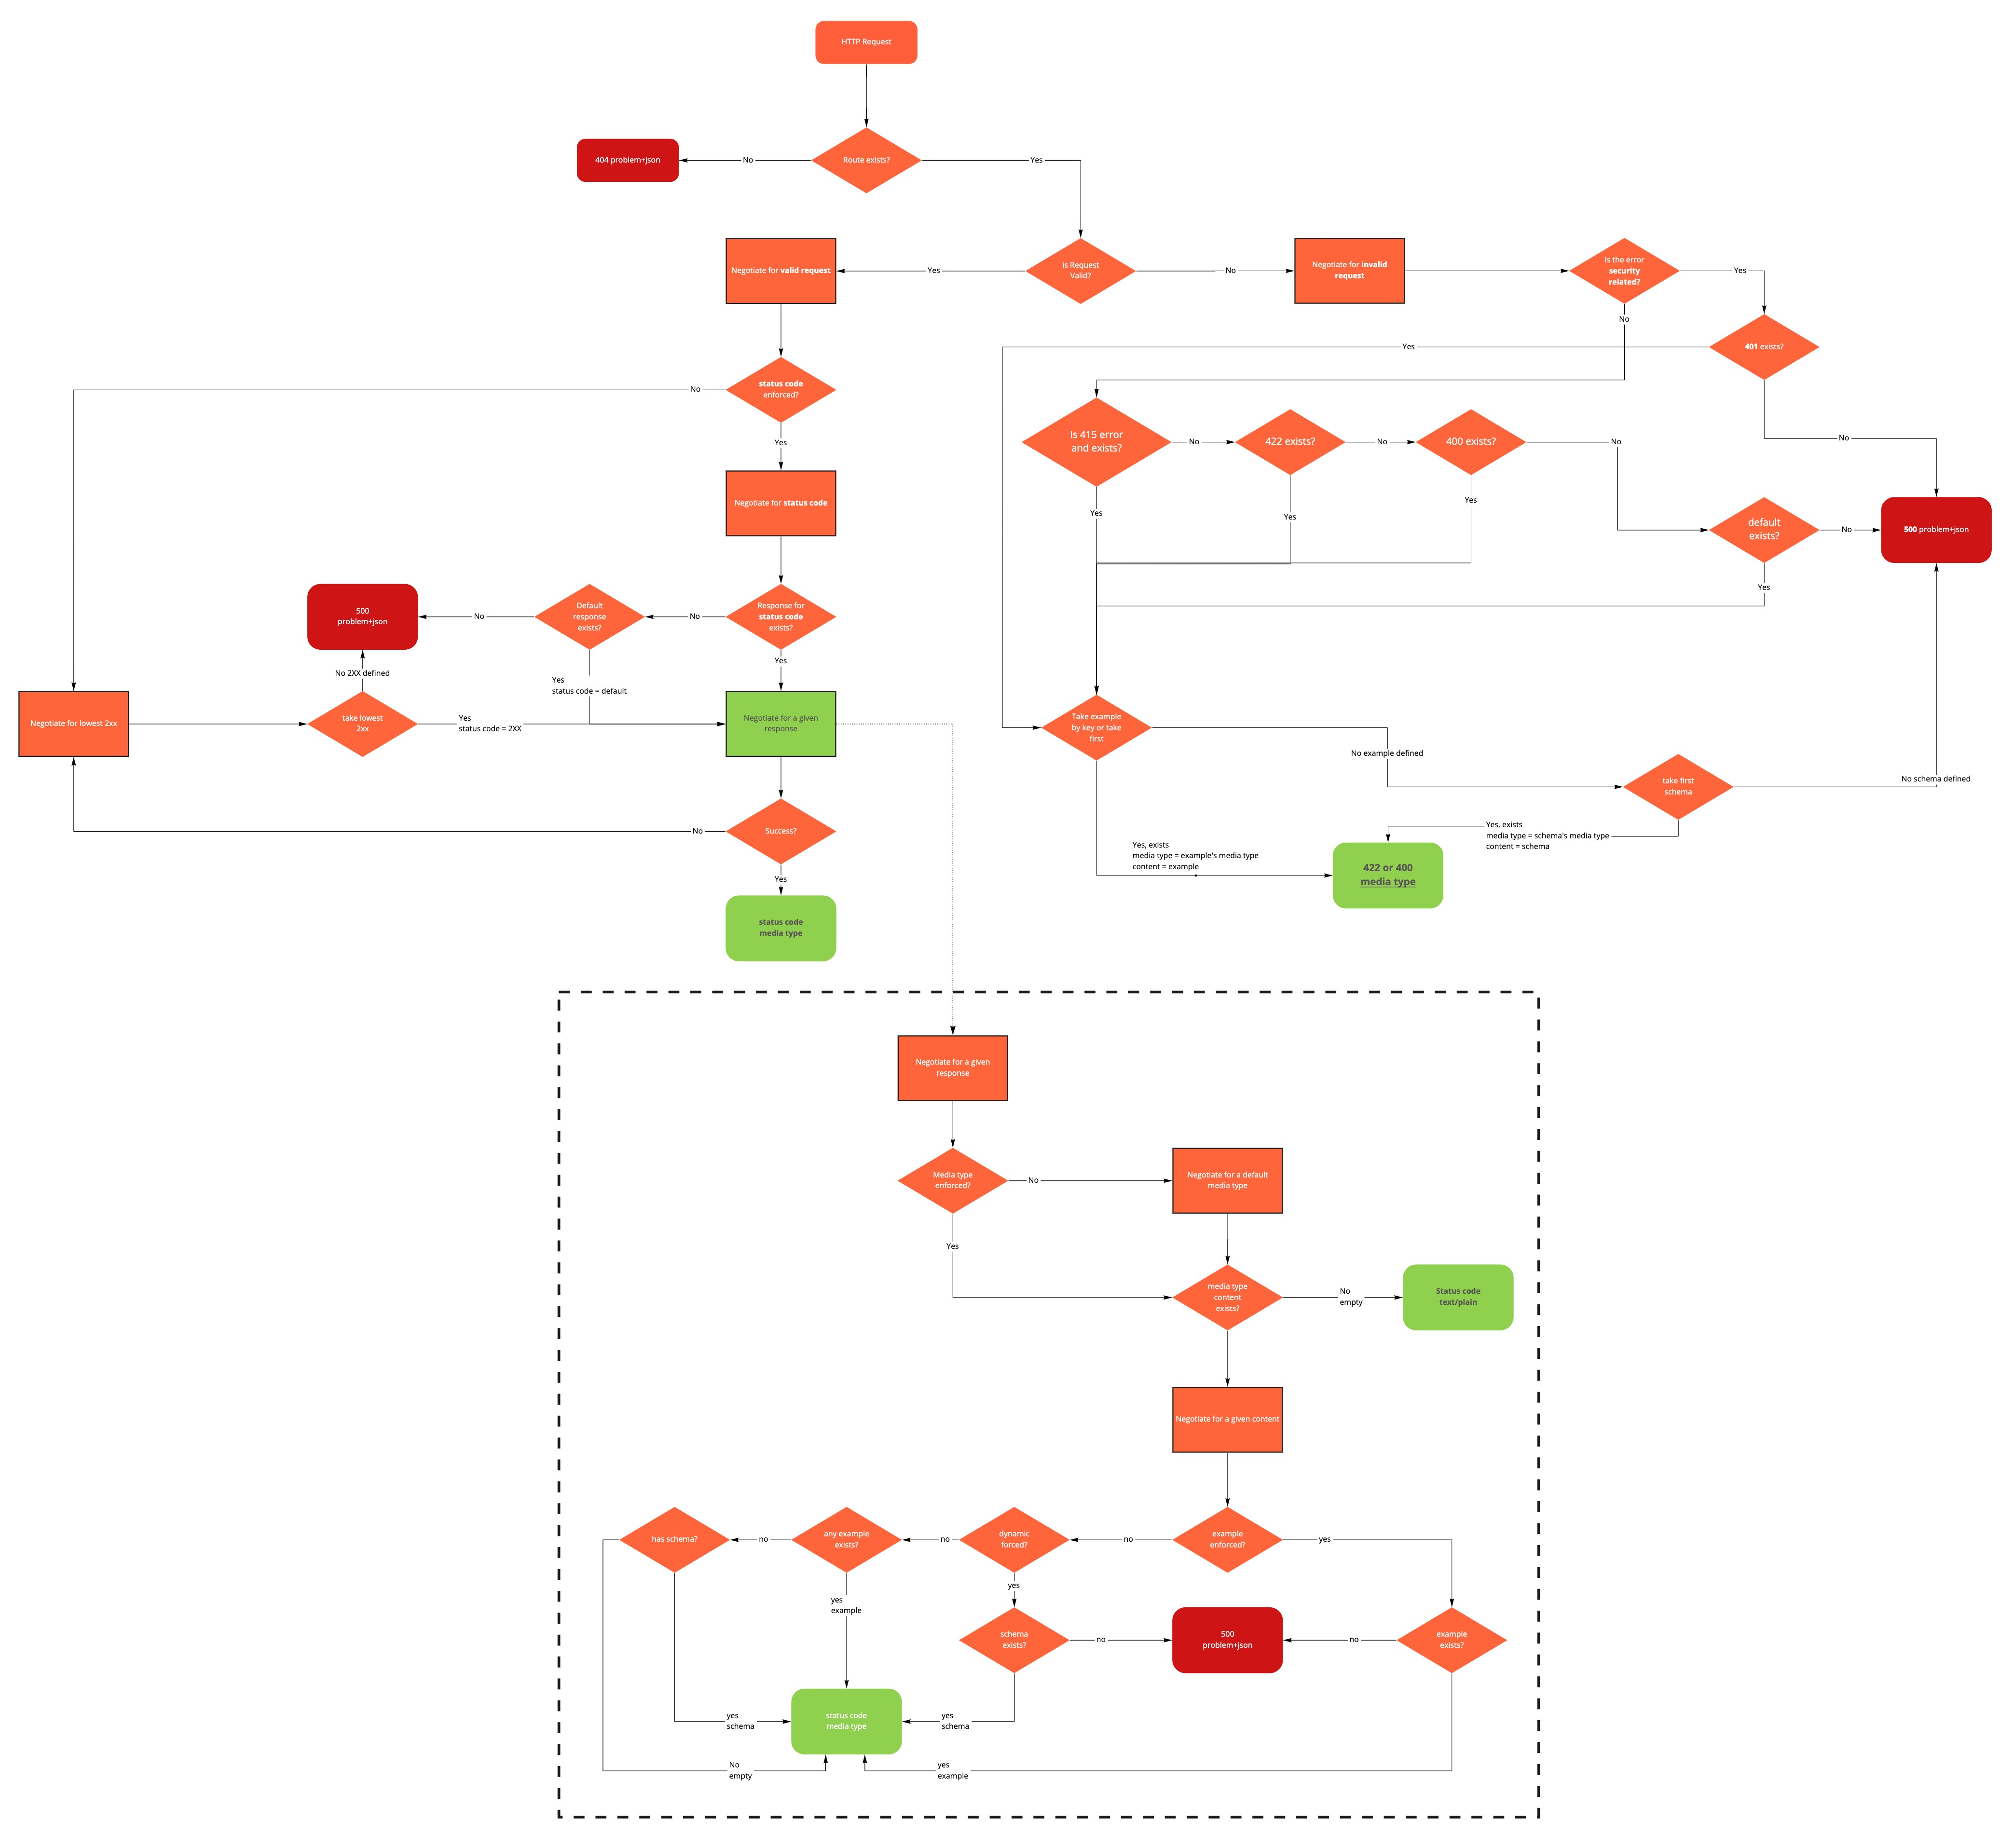 HTTP Request
404 problem+json
No
Route exists?
Yes
Negotiate for valid request
Yes
Is Request
Valid?
No
Negotiate for invalid
request
Is the error
security
related?
Yes
No
401 exists?
Yes
No
status code
enforced?
No
Yes
Is 415 error
and exists?
No
422 exists?
No
400 exists?
No
Yes
Yes
Yes
Negotiate for status code
default
exists?
No
500 problem+json
Yes
500
problem+json
No
Default
response
exists?
No
Response for
status code
exists?
Yes
No 2XX defined
Yes
status code = default
Negotiate for lowest 2xx
take lowest
2xx
Yes
status code = 2XX
Negotiate for a given
response
Take example
by key or take
first
No example defined
take first
schema
No schema defined
No
Success?
Yes
Yes, exists
media type = schema's media type
content = schema
Yes, exists
media type = example's media type
content = example
422 or 400
media type
status code
media type
Negotiate for a given
response
Media type
enforced?
No
Negotiate for a default
media type
Yes
media type
content
exists?
No
empty
Status code
text/plain
Negotiate for a given content
has schema?
no
any example
exists?
no
dynamic
forced?
no
example
enforced?
yes
yes
yes
example
schema
exists?
no
500
problem+json
no
example
exists?
yes
schema
status code
media type
yes
schema
No
empty
yes
example